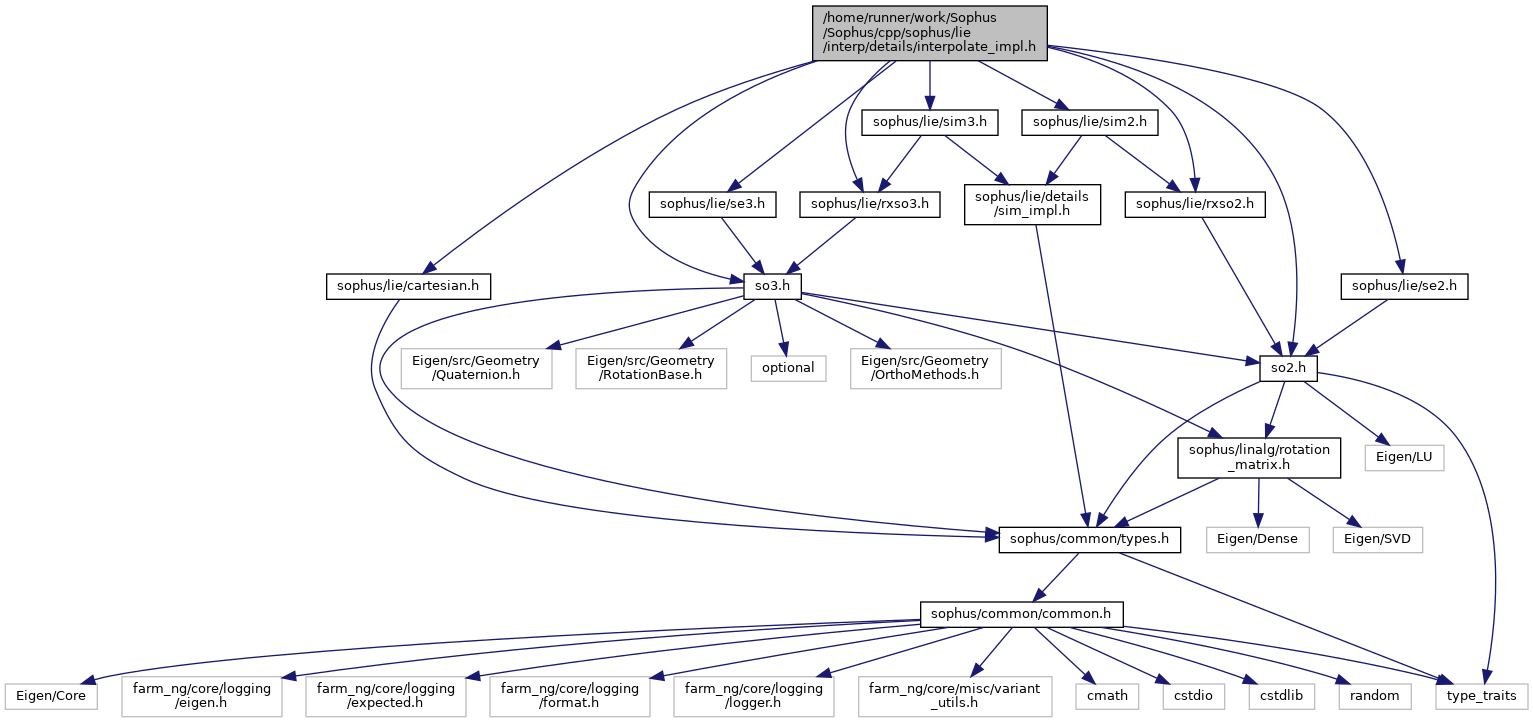 /home/runner/work/Sophus
/Sophus/cpp/sophus/lie
/interp/details/interpolate_impl.h
sophus/lie/sim3.h
sophus/lie/sim2.h
sophus/lie/se3.h
sophus/lie/rxso3.h
sophus/lie/details
/sim_impl.h
sophus/lie/rxso2.h
sophus/lie/cartesian.h
so3.h
sophus/lie/se2.h
Eigen/src/Geometry
/Quaternion.h
Eigen/src/Geometry
/RotationBase.h
optional
Eigen/src/Geometry
/OrthoMethods.h
so2.h
sophus/linalg/rotation
_matrix.h
Eigen/LU
sophus/common/types.h
Eigen/Dense
Eigen/SVD
sophus/common/common.h
Eigen/Core
farm_ng/core/logging
/eigen.h
farm_ng/core/logging
/expected.h
farm_ng/core/logging
/format.h
farm_ng/core/logging
/logger.h
farm_ng/core/misc/variant
_utils.h
cmath
cstdio
cstdlib
random
type_traits